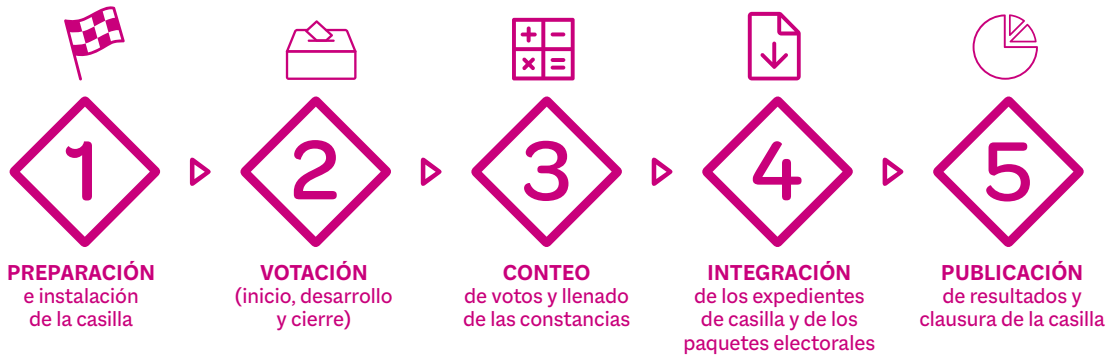 1
PREPARACIÓN
e instalación
de la casilla
2
VOTACIÓN
(inicio, desarrollo
y cierre)
3
CONTEO
de votos y llenado
de las constancias
4
INTEGRACIÓN
de los expedientes
de casilla y de los
paquetes electorales
5
PUBLICACIÓN
de resultados y
clausura de la casilla